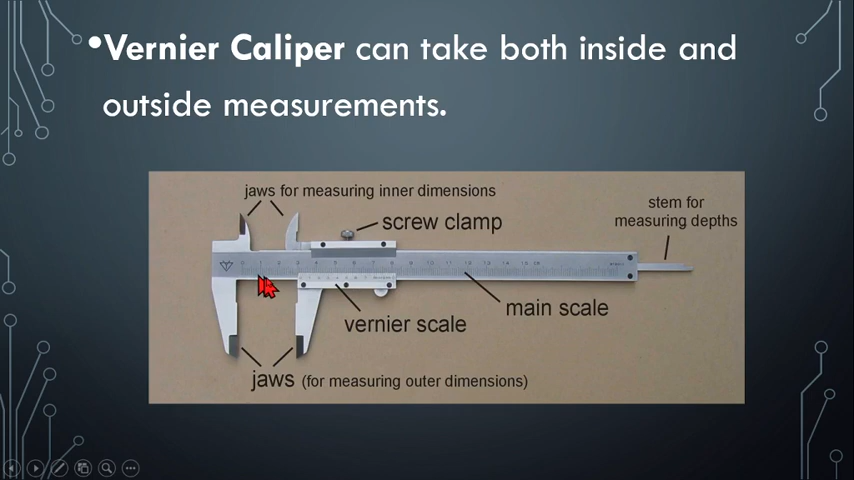 •Vernier Caliper can take both inside and
outside measurements.
jaws for measuring inner dimensions
screw clamp
stem for
measuring depths
main scale
vernier scale
jaws (for measuring outer dimensions)